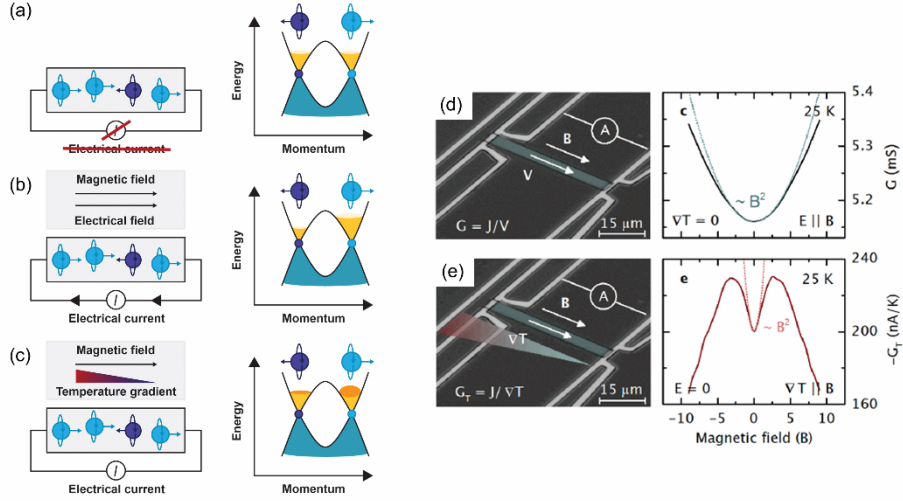 (a)
I
Electrical current
Energy
Momentum
(b)
Magnetic field
Electrical field
I
Electrical current
Energy
Momentum
(c)
Magnetic field
Temperature gradient
I
Electrical current
Energy
Momentum
(d)
A
B
V
G = J/V
15 μm
c
25 K
~ B²
∇T = 0
E || B
5.4
5.3
5.2
G (mS)
(e)
A
B
∇T
G_T = J/ ∇T
15 μm
e
25 K
~ B²
E = 0
∇T || B
240
200
160
-G_T (nA/K)
-10
-5
0
5
10
Magnetic field (B)